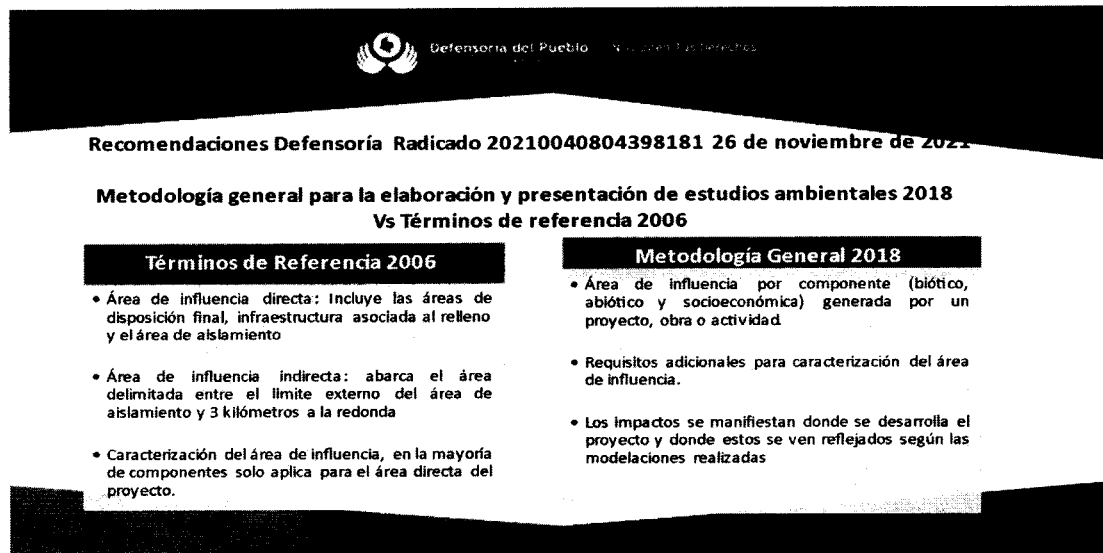 Defensoría del Pueblo
Recomendaciones Defensoría Radicado 20210040804398181 26 de noviembre de 2021
Metodología general para la elaboración y presentación de estudios ambientales 2018
Vs Términos de referencia 2006
Términos de Referencia 2006
• Área de influencia directa: Incluye las áreas de
disposición final, infraestructura asociada al relleno
y el área de aislamiento
• Área de influencia indirecta: abarca el área
delimitada entre el limite externo del área de
aislamiento y 3 kilómetros a la redonda
• Caracterización del área de influencia, en la mayoría
de componentes solo aplica para el área directa del
proyecto.
Metodología General 2018
• Área de influencia por componente (biótico,
abiótico y socioeconómica) generada por un
proyecto, obra o actividad.
• Requisitos adicionales para caracterización del área
de influencia.
• Los impactos se manifiestan donde se desarrolla el
proyecto y donde estos se ven reflejados según las
modelaciones realizadas